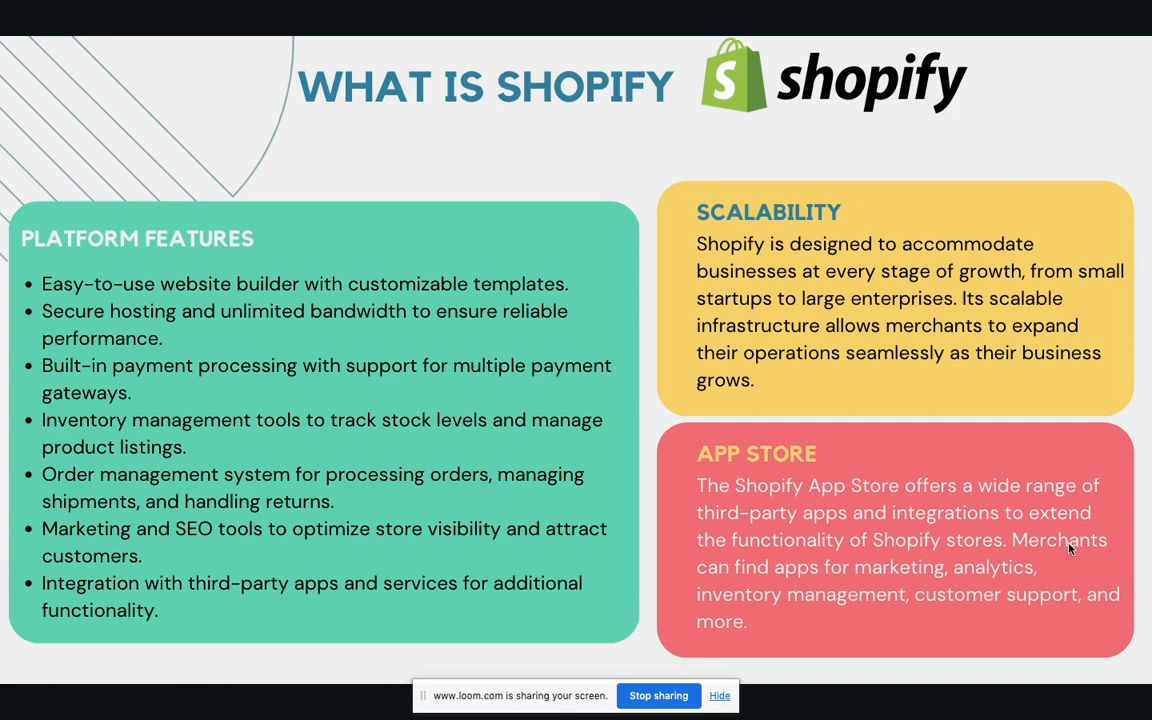 WHAT IS SHOPIFY
shopify
PLATFORM FEATURES
• Easy-to-use website builder with customizable templates.
• Secure hosting and unlimited bandwidth to ensure reliable
performance.
• Built-in payment processing with support for multiple payment
gateways.
• Inventory management tools to track stock levels and manage
product listings.
• Order management system for processing orders, managing
shipments, and handling returns.
• Marketing and SEO tools to optimize store visibility and attract
customers.
• Integration with third-party apps and services for additional
functionality.
SCALABILITY
Shopify is designed to accommodate
businesses at every stage of growth, from small
startups to large enterprises. Its scalable
infrastructure allows merchants to expand
their operations seamlessly as their business
grows.
APP STORE
The Shopify App Store offers a wide range of
third-party apps and integrations to extend
the functionality of Shopify stores. Merchants
can find apps for marketing, analytics,
inventory management, customer support, and
more.
www.loom.com is sharing your screen. Stop sharing Hide